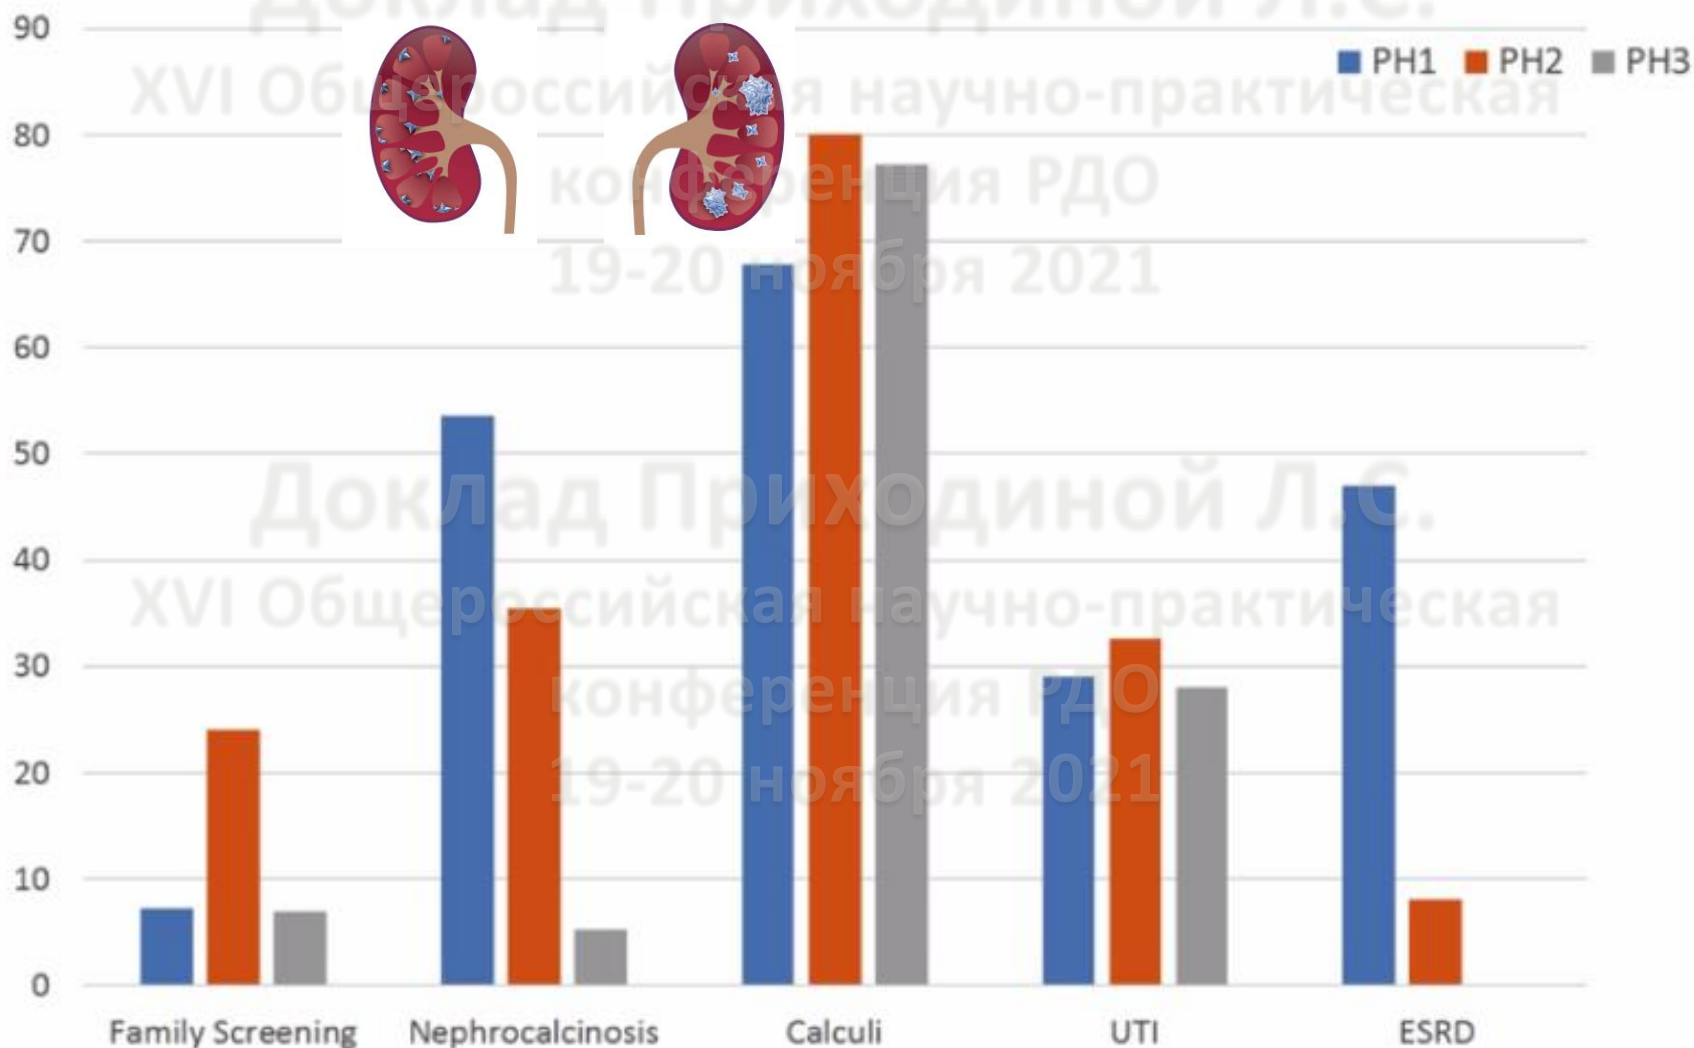 Доклад Приходиной Л.С.
90
PH1 PH2 PH3
XVI Общероссийская научно-практическая
80
конференция РДО
70
19-20 ноября 2021
60
50
Доклад Приходиной Л.С.
40
XVI Общероссийская научно-практическая
30
конференция РДО
20
19-20 ноября 2021
10
0
Family Screening Nephrocalcinosis Calculi UTI ESRD